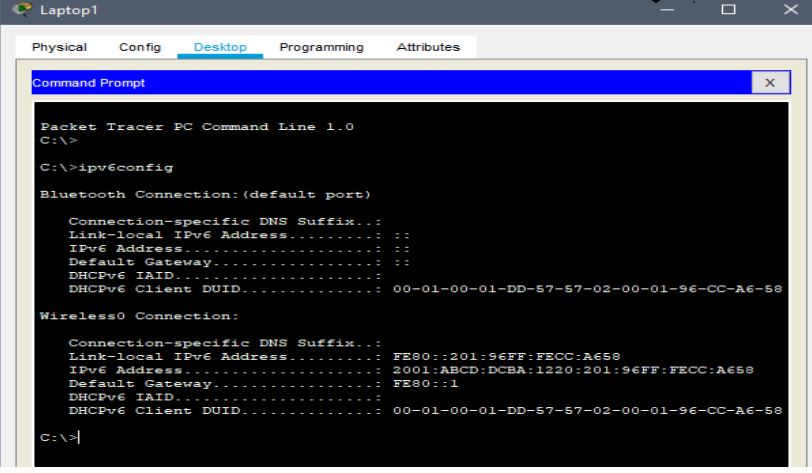 Laptop1
Physical Config Desktop Programming Attributes
Command Prompt X
Packet Tracer PC Command Line 1.0
C:\>
C:\>ipv6config
Bluetooth Connection:(default port)
Connection-specific DNS Suffix..:
Link-local IPv6 Address.........: ::
IPv6 Address....................: ::
Default Gateway.................: ::
DHCPv6 IAID.....................:
DHCPv6 Client DUID..............: 00-01-00-01-DD-57-57-02-00-01-96-CC-A6-58
Wireless0 Connection:
Connection-specific DNS Suffix..:
Link-local IPv6 Address.........: FE80::201:96FF:FECC:A658
IPv6 Address....................: 2001:ABCD:DCBA:1220:201:96FF:FECC:A658
Default Gateway.................: FE80::1
DHCPv6 IAID.....................:
DHCPv6 Client DUID..............: 00-01-00-01-DD-57-57-02-00-01-96-CC-A6-58
C:\>